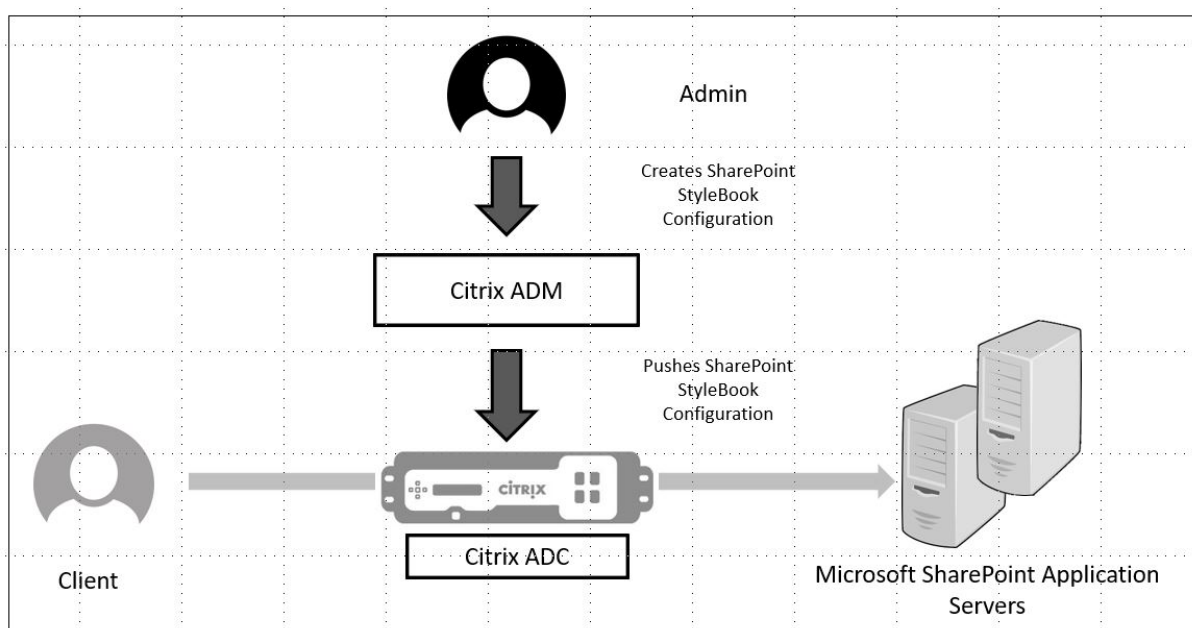 Admin
Creates SharePoint
StyleBook
Configuration
Citrix ADM
Pushes SharePoint
StyleBook
Configuration
CITRIX
Citrix ADC
Client
Microsoft SharePoint Application
Servers